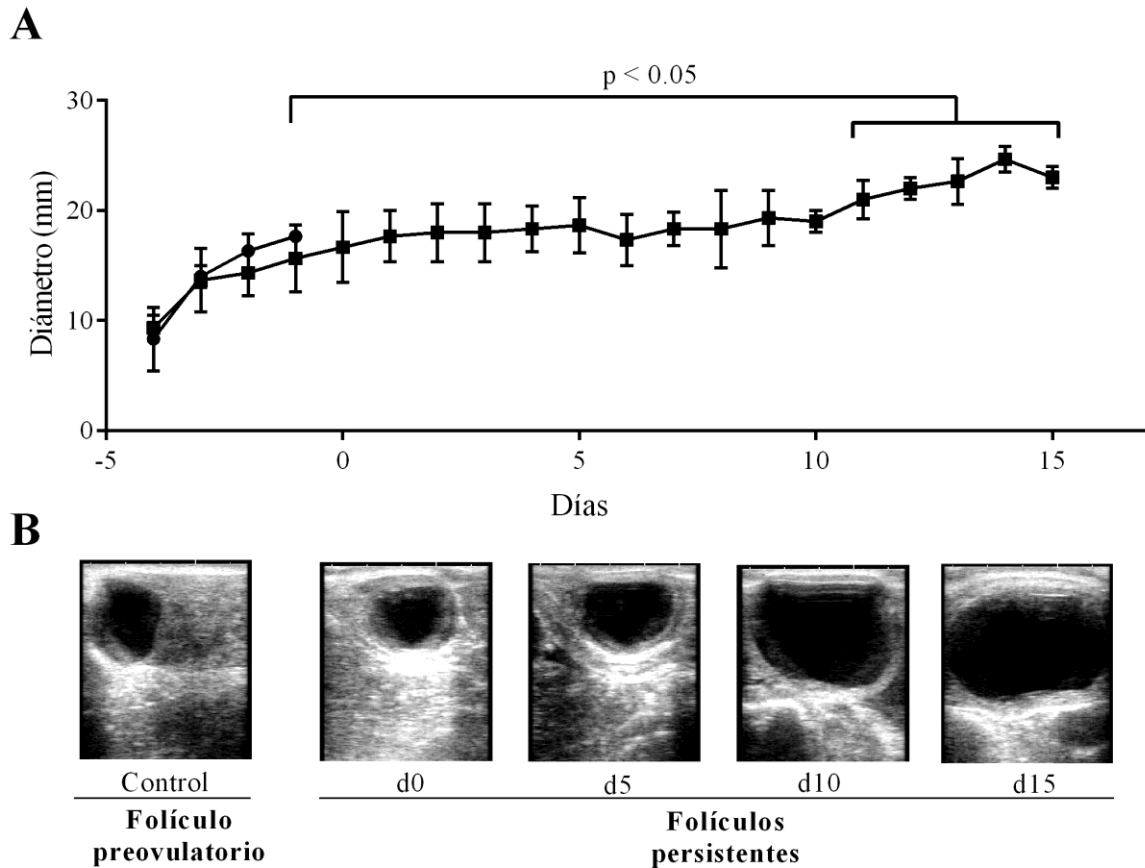 A
p < 0.05
30
20
10
0
Diámetro (mm)
-5 0 5 10 15
Días
B
Control d0 d5 d10 d15
Folículo Folículos
preovulatorio persistentes